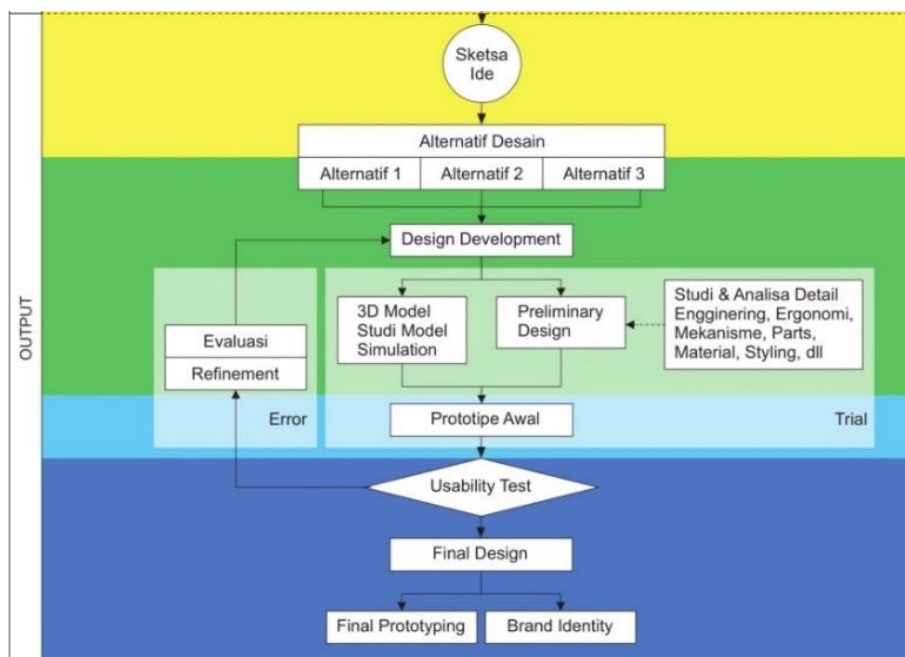 OUTPUT
Sketsa
Ide
Alternatif Desain
Alternatif 1
Alternatif 2
Alternatif 3
Design Development
3D Model
Studi Model
Simulation
Preliminary
Design
Studi & Analisa Detail
Engginering, Ergonomi,
Mekanisme, Parts,
Material, Styling, dll
Evaluasi
Refinement
Error
Prototipe Awal
Trial
Usability Test
Final Design
Final Prototyping
Brand Identity